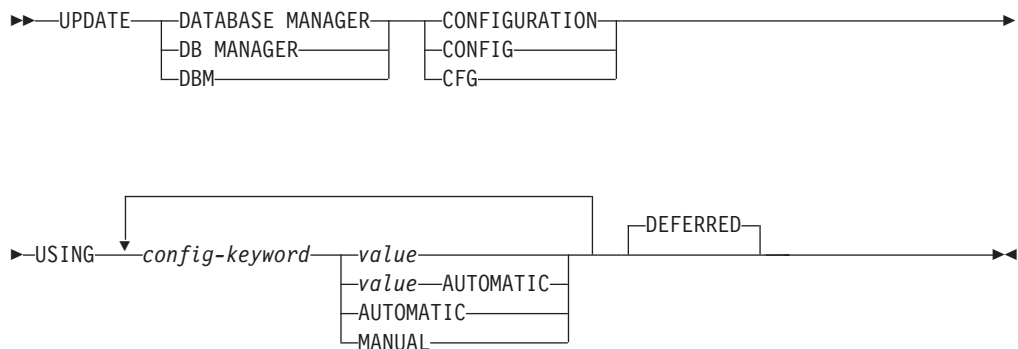 UPDATE DATABASE MANAGER CONFIGURATION
DB MANAGER CONFIG
DBM CFG
DEFERRED
USING config-keyword value
value AUTOMATIC
AUTOMATIC
MANUAL